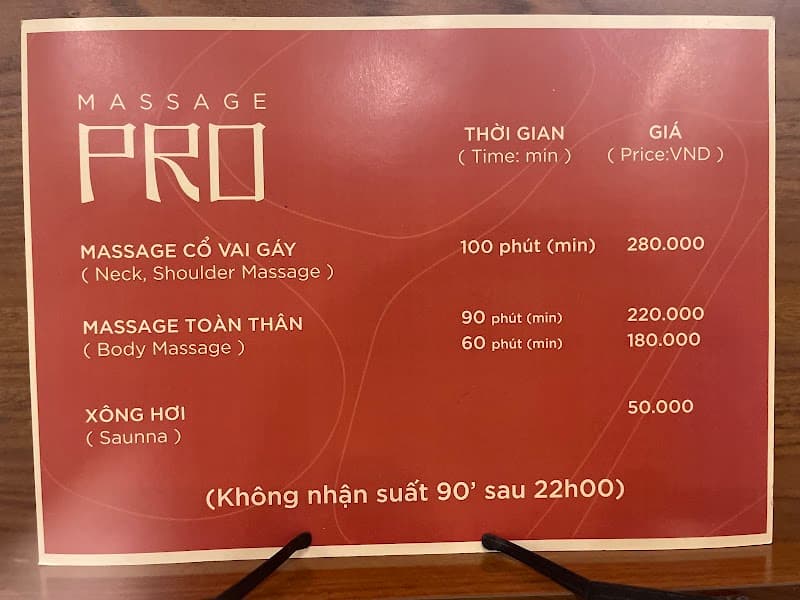 MASSAGE
PRO
THỜI GIAN GIÁ
( Time: min ) ( Price:VND )
MASSAGE CỔ VAI GÁY 100 phút (min) 280.000
( Neck, Shoulder Massage )
MASSAGE TOÀN THÂN 90 phút (min) 220.000
( Body Massage ) 60 phút (min) 180.000
XÔNG HƠI 50.000
( Saunna )
(Không nhận suất 90' sau 22h00)